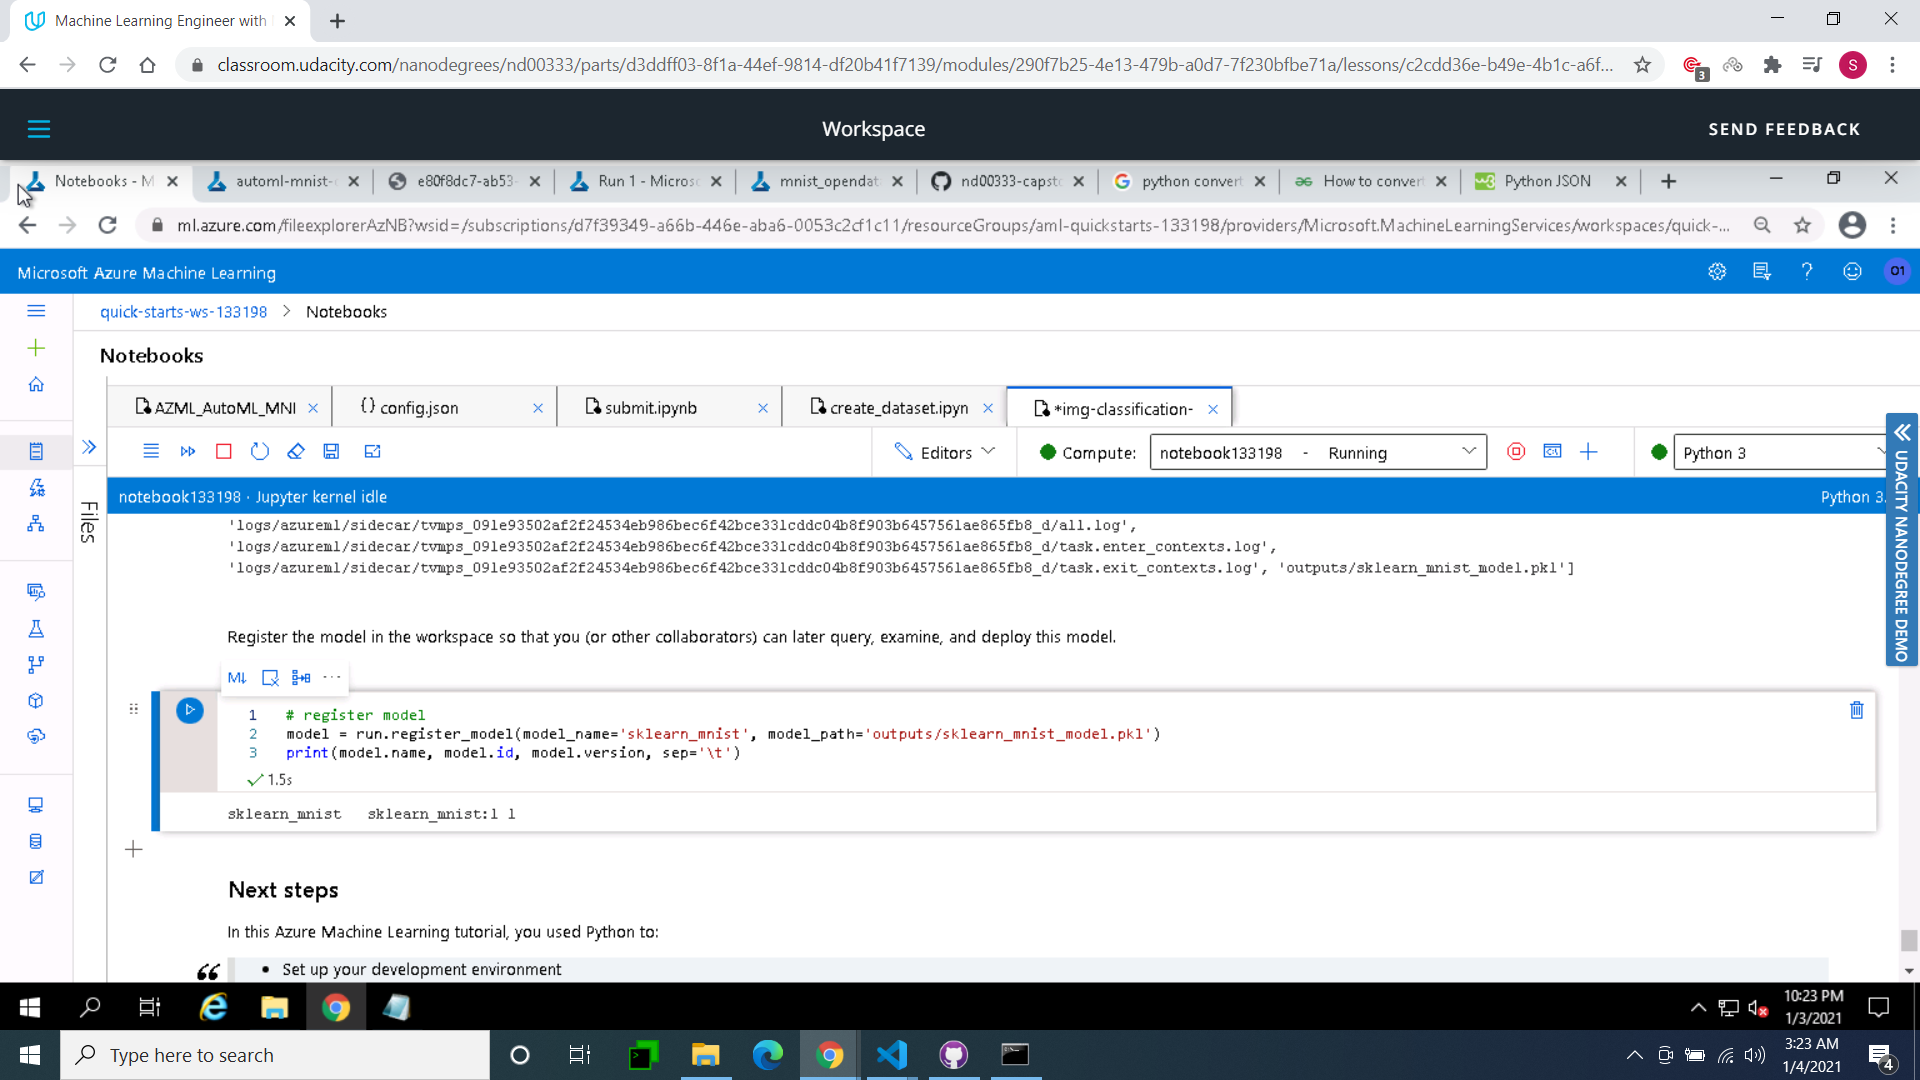 Machine Learning Engineer with
classroom.udacity.com/nanodegrees/nd00333/parts/d3ddff03-8f1a-44ef-9814-df20b41f7139/modules/290f7b25-4e13-479b-a0d7-7f230bfbe71a/lessons/c2cdd36e-b49e-4b1c-a6f...
3
S
Workspace
SEND FEEDBACK
Notebooks - M
automl-mnist-
e80f8dc7-ab53-
Run 1 - Micros
mnist_opendat
nd00333-capst
python convert
How to convert
Python JSON
ml.azure.com/fileexplorerAzNB?wsid=/subscriptions/d7f39349-a66b-446e-aba6-0053c2cf1c11/resourceGroups/aml-quickstarts-133198/providers/Microsoft.MachineLearningServices/workspaces/quick-...
Microsoft Azure Machine Learning
?
O1
quick-starts-ws-133198 > Notebooks
Notebooks
AZML_AutoML_MNI
{} config.json
submit.ipynb
create_dataset.ipyn
*img-classification-
Editors
Compute:
notebook133198 - Running
Python 3
notebook133198 · Jupyter kernel idle
Python 3.
Files
UDACITY NANODEGREE DEMO
'logs/azureml/sidecar/tvmps_091e93502af2f24534eb986bec6f42bce331cddc04b8f903b6457561ae865fb8_d/all.log',
'logs/azureml/sidecar/tvmps_091e93502af2f24534eb986bec6f42bce331cddc04b8f903b6457561ae865fb8_d/task.enter_contexts.log',
'logs/azureml/sidecar/tvmps_091e93502af2f24534eb986bec6f42bce331cddc04b8f903b6457561ae865fb8_d/task.exit_contexts.log', 'outputs/sklearn_mnist_model.pkl']
Register the model in the workspace so that you (or other collaborators) can later query, examine, and deploy this model.
M↓
1 # register model
2 model = run.register_model(model_name='sklearn_mnist', model_path='outputs/sklearn_mnist_model.pkl')
3 print(model.name, model.id, model.version, sep='\t')
1.5s
sklearn_mnist sklearn_mnist:1 1
Next steps
In this Azure Machine Learning tutorial, you used Python to:
• Set up your development environment
10:23 PM
1/3/2021
Type here to search
3:23 AM
1/4/2021
4